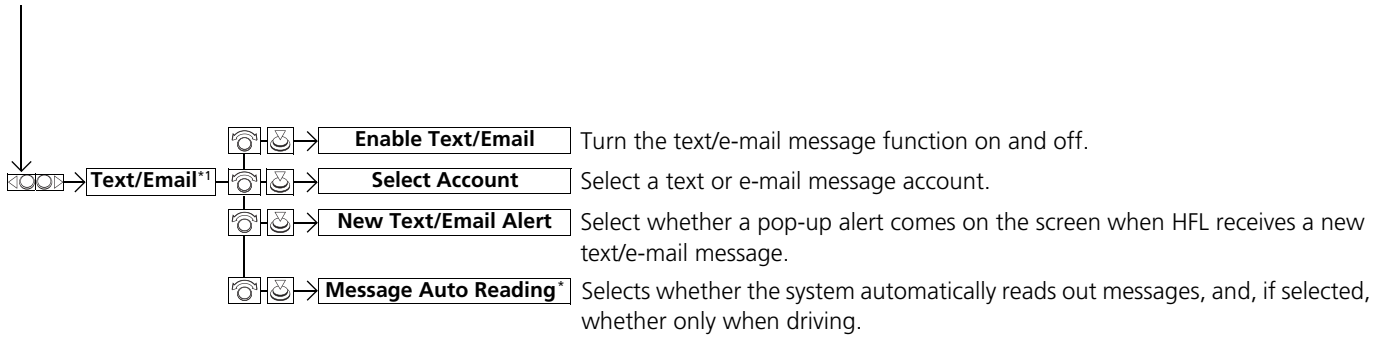 Enable Text/Email Turn the text/e-mail message function on and off.
Text/Email*1 Select Account Select a text or e-mail message account.
New Text/Email Alert Select whether a pop-up alert comes on the screen when HFL receives a new
text/e-mail message.
Message Auto Reading* Selects whether the system automatically reads out messages, and, if selected,
whether only when driving.